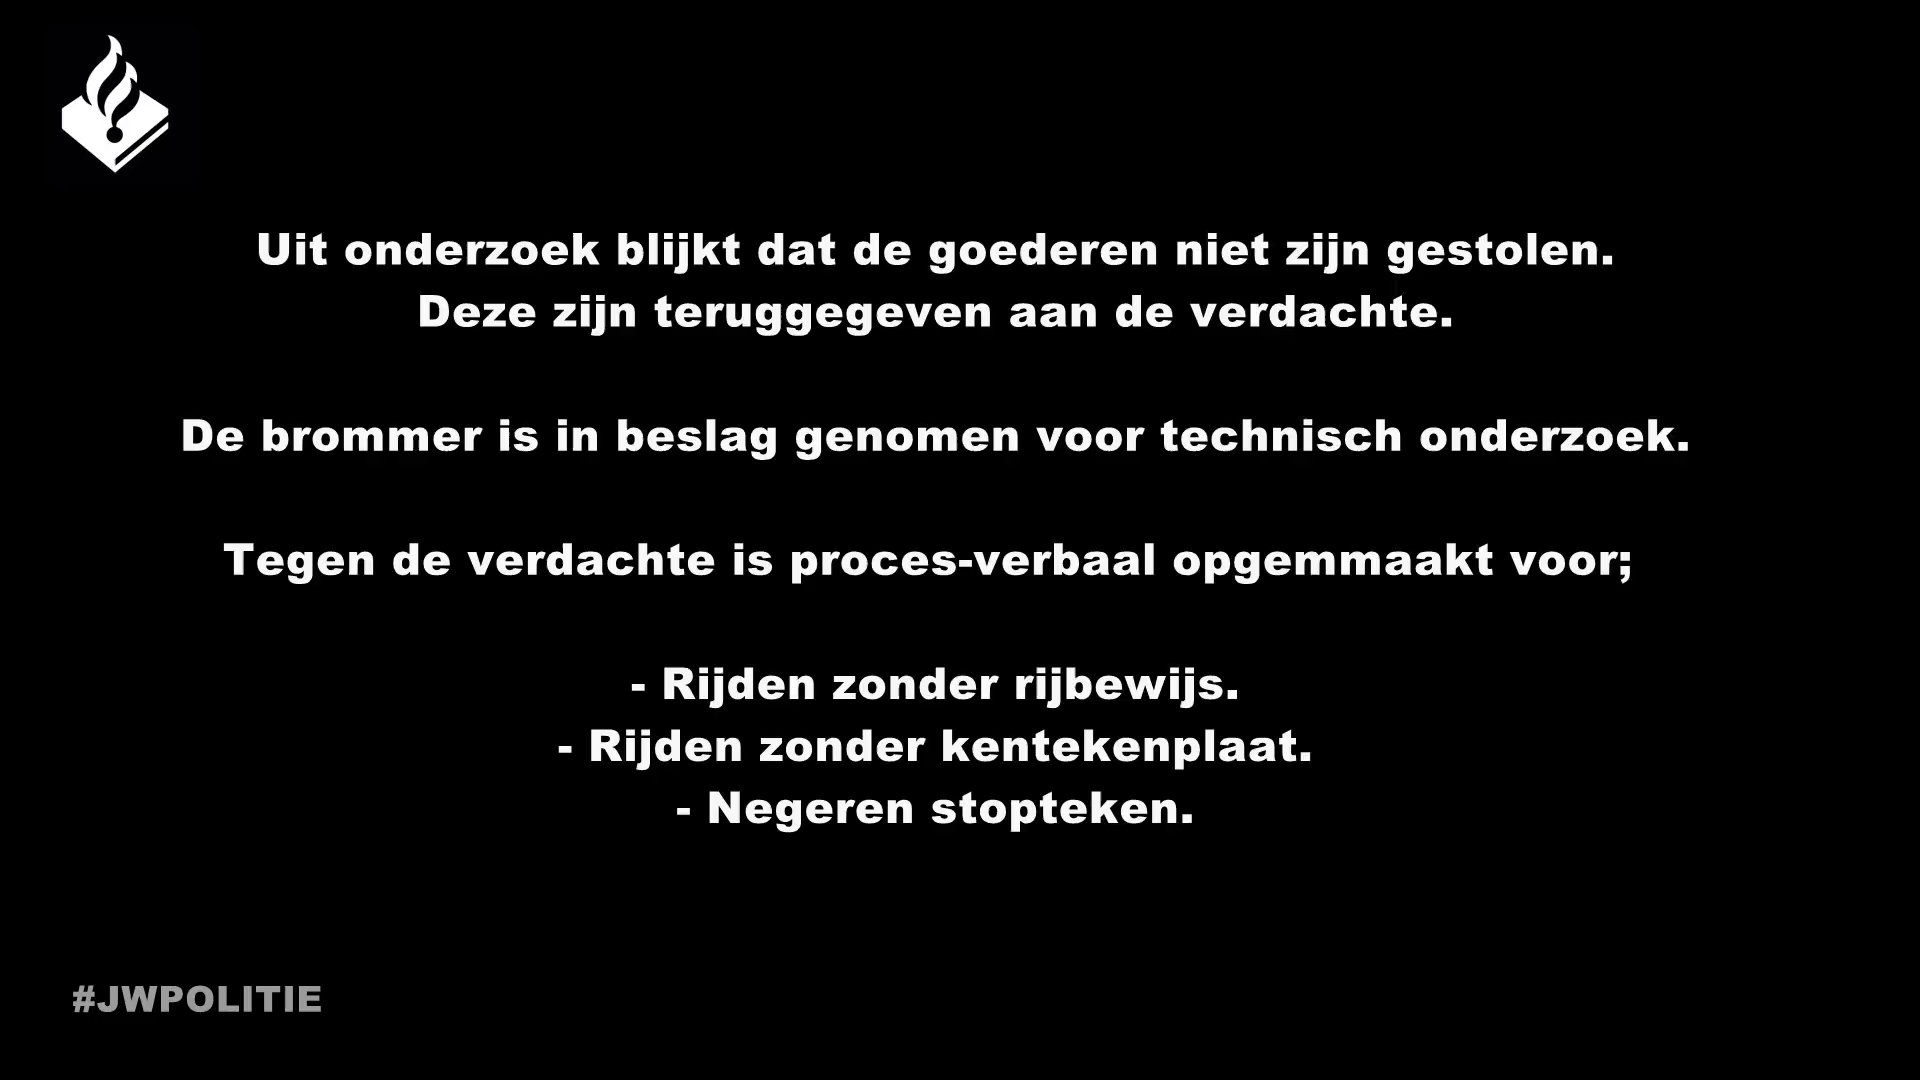 Uit onderzoek blijkt dat de goederen niet zijn gestolen.
Deze zijn teruggegeven aan de verdachte.
De brommer is in beslag genomen voor technisch onderzoek.
Tegen de verdachte is proces-verbaal opgemmaakt voor;
- Rijden zonder rijbewijs.
- Rijden zonder kentekenplaat.
- Negeren stopteken.
#JWPOLITIE